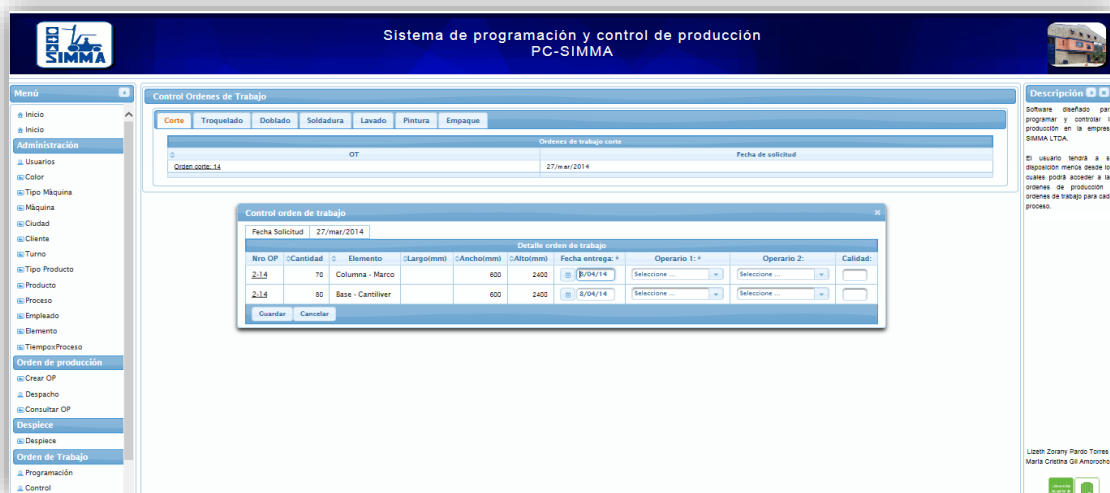 SIMMA
Sistema de programación y control de producción
PC-SIMMA
Menú
Inicio
Inicio
Administración
Usuarios
Color
Tipo Màquina
Màquina
Ciudad
Cliente
Turno
Tipo Producto
Producto
Proceso
Empleado
Elemento
TiempoxProceso
Orden de producción
Crear OP
Despacho
Consultar OP
Despiece
Despiece
Orden de Trabajo
Programación
Control
Control Ordenes de Trabajo
Corte Troquelado Doblado Soldadura Lavado Pintura Empaque
Ordenes de trabajo corte
OT Fecha de solicitud
Orden corte: 14 27/mar/2014
Control orden de trabajo
Fecha Solicitud 27/mar/2014
Detalle orden de trabajo
Nro OP Cantidad Elemento Largo(mm) Ancho(mm) Alto(mm) Fecha entrega: * Operario 1: * Operario 2: Calidad:
2-14 70 Columna - Marco 600 2400 8/04/14 Seleccione ... Seleccione ...
2-14 80 Base - Cantiliver 600 2400 8/04/14 Seleccione ... Seleccione ...
Guardar Cancelar
Descripción
Software diseñado par
programar y controlar l
producción en la empres
SIMMA LTDA.
El usuario tendrá a s
disposición menús desde lo
cuales podrá acceder a la
ordenes de producción
ordenes de trabajo para cad
proceso.
Lizeth Zorany Pardo Torres
Maria Cristina Gil Amorocho